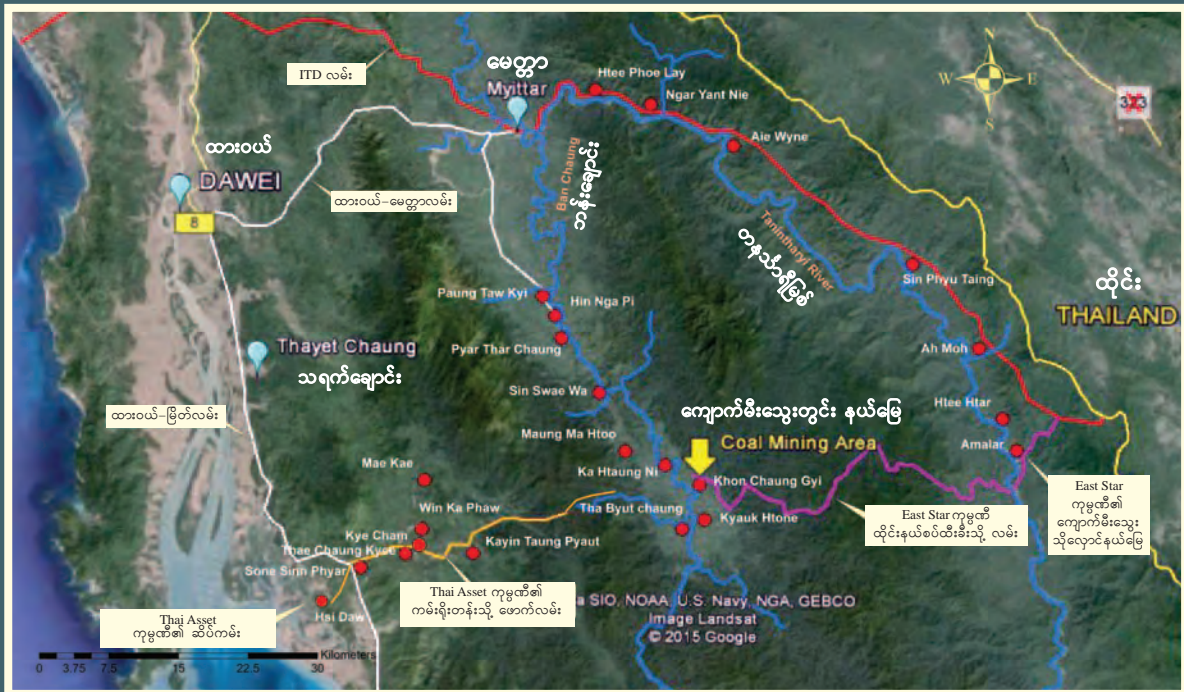 N
W
E
S
ITD လမ်း
မေတ္တာ
Myittar
Htee Phoe Lay
Ngar Yant Nie
Aie Wyne
ထားဝယ်
DAWEI
8
ထားဝယ်–မေတ္တာလမ်း
Ban Chaung
ဘန်းချောင်း
Tanintharyi River
တနင်္သာရီမြစ်
Sin Phyu Taing
ထိုင်း
THAILAND
Paung Taw Kyi
Hin Nga Pi
Pyar Thar Chaung
Ah Moh
Thayet Chaung
သရက်ချောင်း
Sin Swae Wa
ထားဝယ်–မြိတ်လမ်း
ကျောက်မီးသွေးတွင်း နယ်မြေ
Coal Mining Area
Htee Htar
Amalar
Maung Ma Htoo
Ka Htaung Ni
Khon Chaung Gyi
Mae Kae
Win Ka Phaw
Tha Byut chaung
Kyauk Htone
East Star
ကုမ္ပဏီ၏
ကျောက်မီးသွေး
သိုလှောင်နယ်မြေ
East Star ကုမ္ပဏီ
ထိုင်းနယ်စပ်ထီးခီးသို့ လမ်း
Kye Cham
Thae Chaung Kyee
Kayin Taung Pyaut
Sone Sinn Phyar
Thai Asset ကုမ္ပဏီ၏
ကမ်းရိုးတန်းသို့ ဖောက်လမ်း
Hsi Daw
Thai Asset
ကုမ္ပဏီ၏ ဆိပ်ကမ်း
a SIO, NOAA, U.S. Navy, NGA, GEBCO
Image Landsat
© 2015 Google
Kilometers
0 3.75 7.5 15 22.5 30